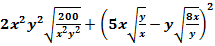 2x²y²√(200/(x²y²)) + (5x√(y/x) − y√(8x/y))²